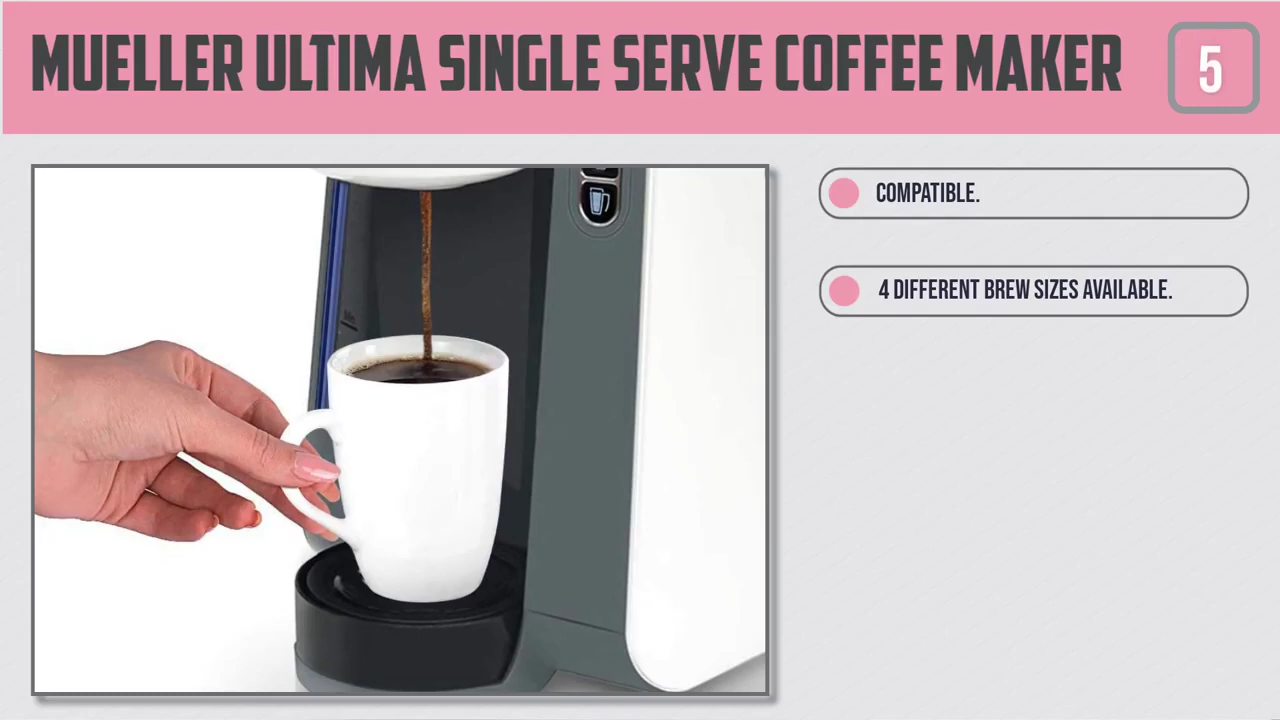 MUELLER ULTIMA SINGLE SERVE COFFEE MAKER
5
COMPATIBLE.
4 DIFFERENT BREW SIZES AVAILABLE.